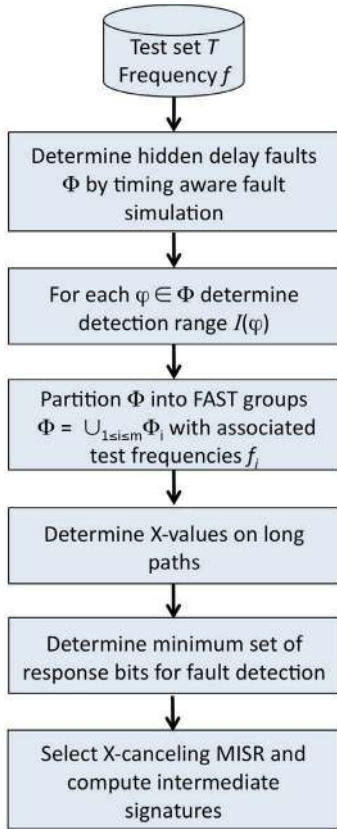 Test set T
Frequency f
Determine hidden delay faults
Φ by timing aware fault
simulation
For each φ ∈ Φ determine
detection range I(φ)
Partition Φ into FAST groups
Φ = ∪1≤i≤mΦi with associated
test frequencies fi
Determine X-values on long
paths
Determine minimum set of
response bits for fault detection
Select X-canceling MISR and
compute intermediate
signatures